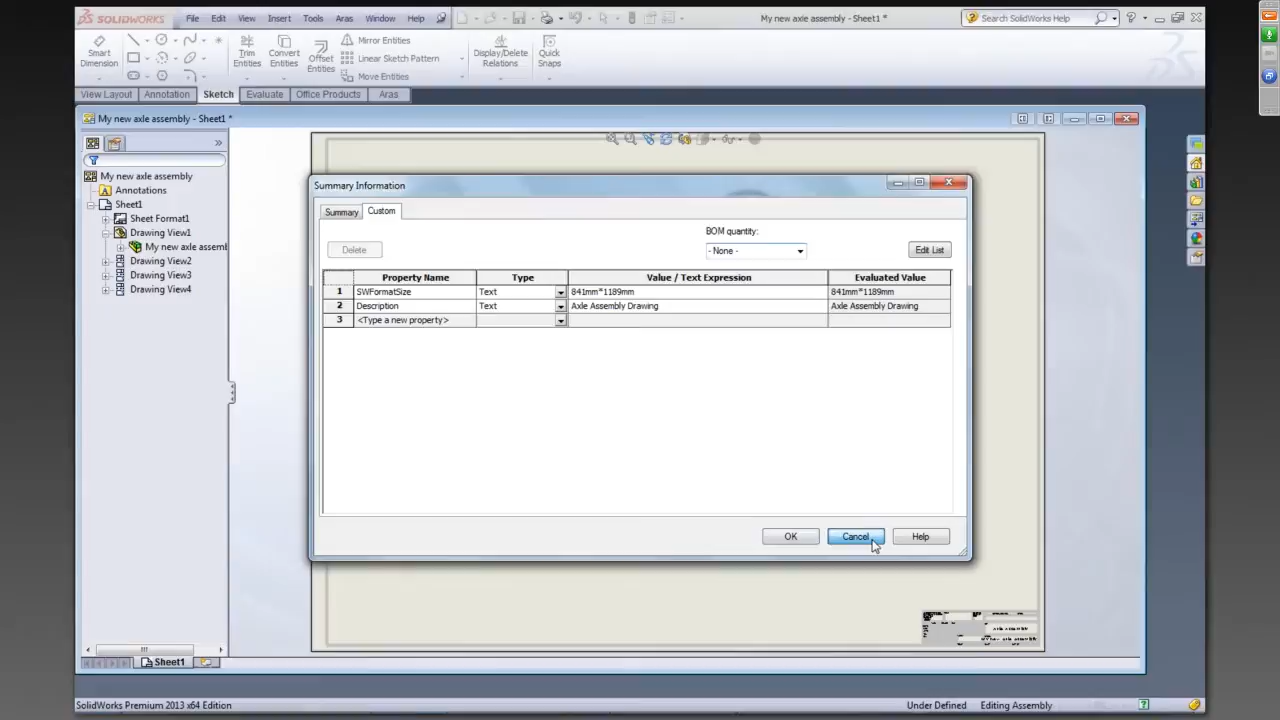 SOLIDWORKS File Edit View Insert Tools Aras Window Help My new axle assembly - Sheet1 * Search SolidWorks Help
Smart Dimension
Trim Entities
Convert Entities
Offset Entities
Mirror Entities
Linear Sketch Pattern
Move Entities
Display/Delete Relations
Quick Snaps
View Layout Annotation Sketch Evaluate Office Products Aras
My new axle assembly - Sheet1 *
My new axle assembly
Annotations
Sheet1
Sheet Format1
Drawing View1
My new axle assembl
Drawing View2
Drawing View3
Drawing View4
Summary Information
Summary Custom
BOM quantity:
Delete - None - Edit List
Property Name Type Value / Text Expression Evaluated Value
1 SWFormatSize Text 841mm*1189mm 841mm*1189mm
2 Description Text Axle Assembly Drawing Axle Assembly Drawing
3 <Type a new property>
OK Cancel Help
Sheet1
SolidWorks Premium 2013 x64 Edition Under Defined Editing Assembly